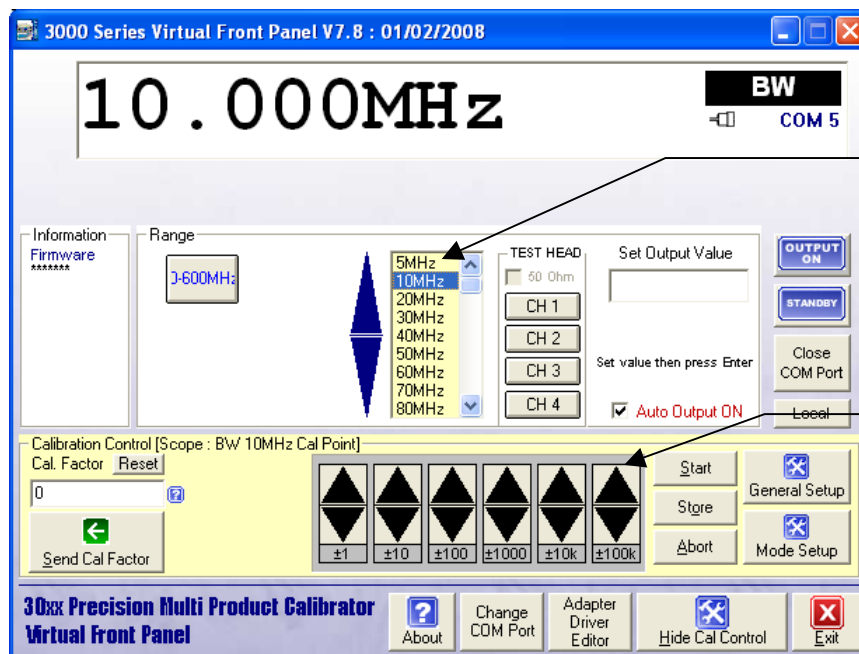 3000 Series Virtual Front Panel V7.8 : 01/02/2008
10.000MHz
BW
COM 5
Information
Firmware
*******
Range
0-600MHz
5MHz
10MHz
20MHz
30MHz
40MHz
50MHz
60MHz
70MHz
80MHz
TEST HEAD
50 Ohm
CH 1
CH 2
CH 3
CH 4
Set Output Value
Set value then press Enter
Auto Output ON
OUTPUT
ON
STANDBY
Close
COM Port
Local
Calibration Control [Scope : BW 10MHz Cal Point]
Cal. Factor Reset
0
Send Cal Factor
±1 ±10 ±100 ±1000 ±10k ±100k
Start
Store
Abort
General Setup
Mode Setup
30xx Precision Multi Product Calibrator
Virtual Front Panel
About
Change
COM Port
Adapter
Driver
Editor
Hide Cal Control
Exit